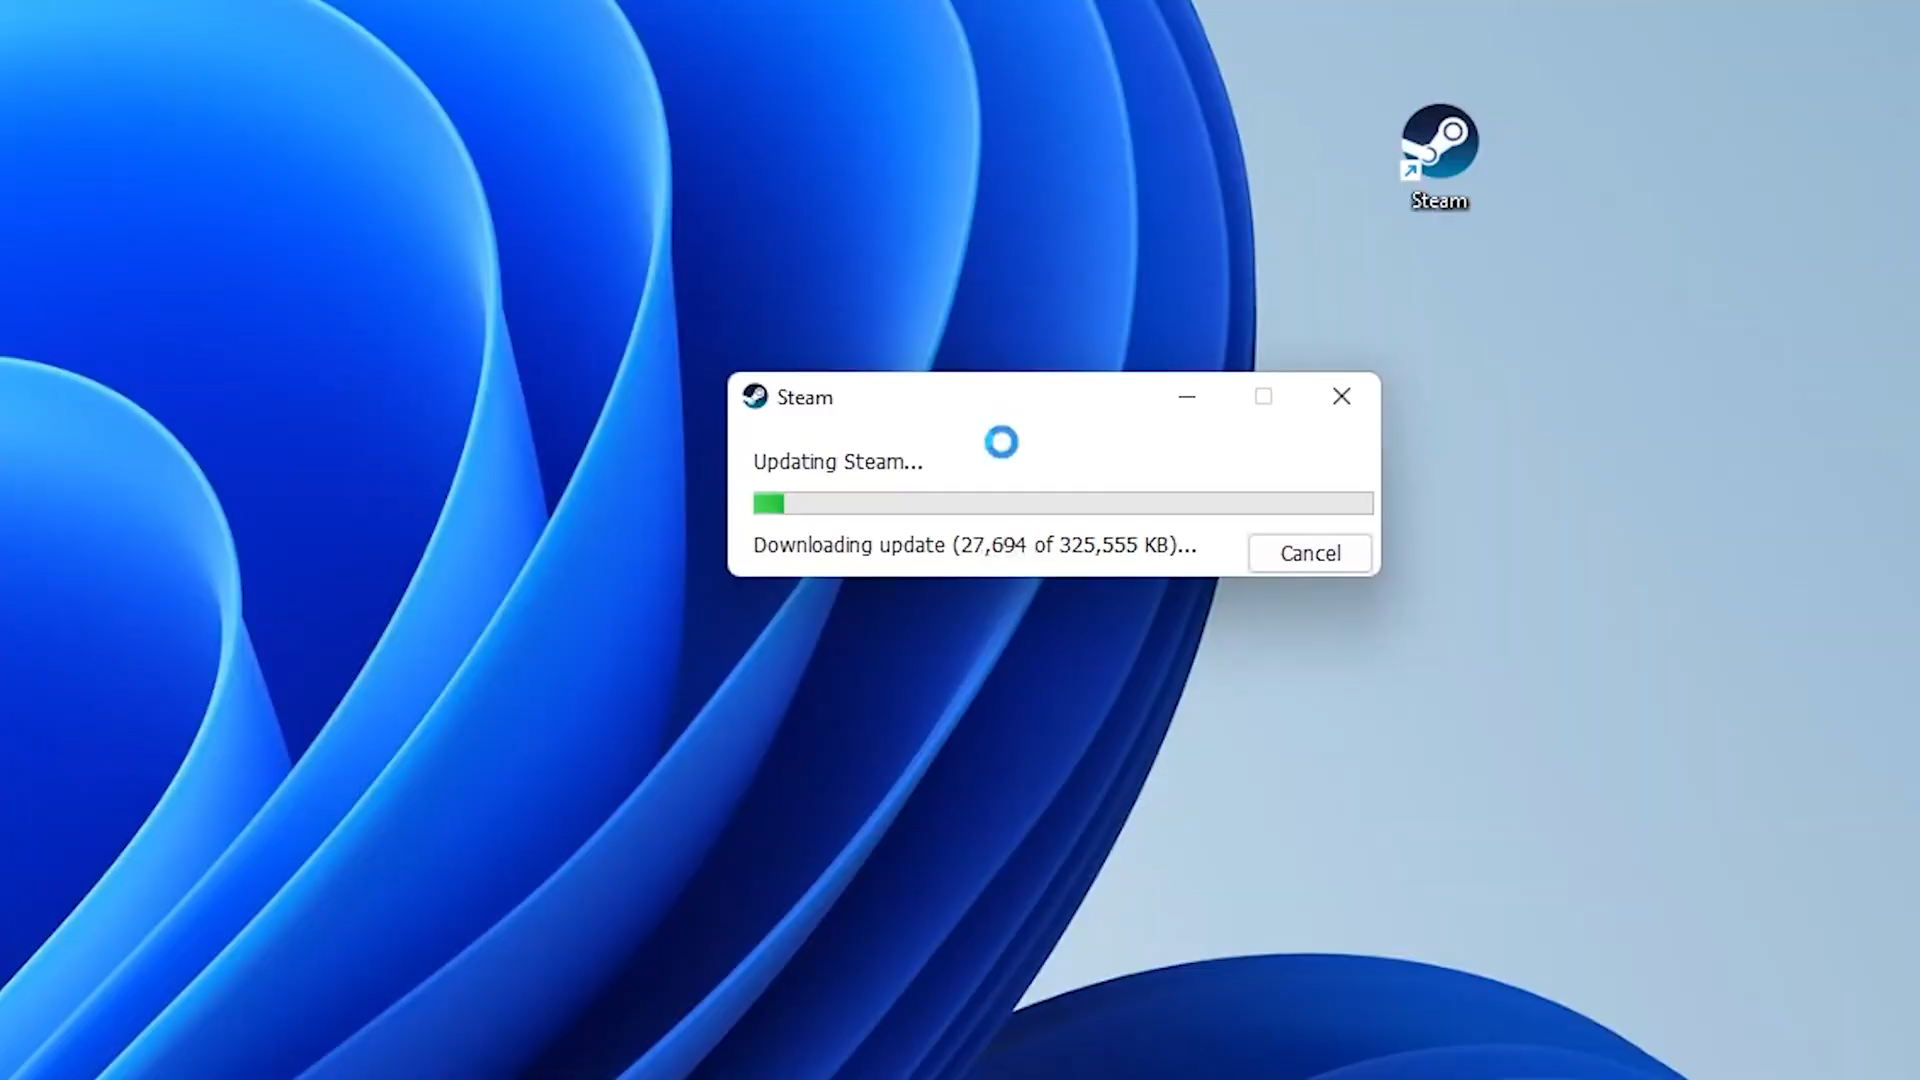 Steam
Steam
Updating Steam...
Downloading update (27,694 of 325,555 KB)...
Cancel